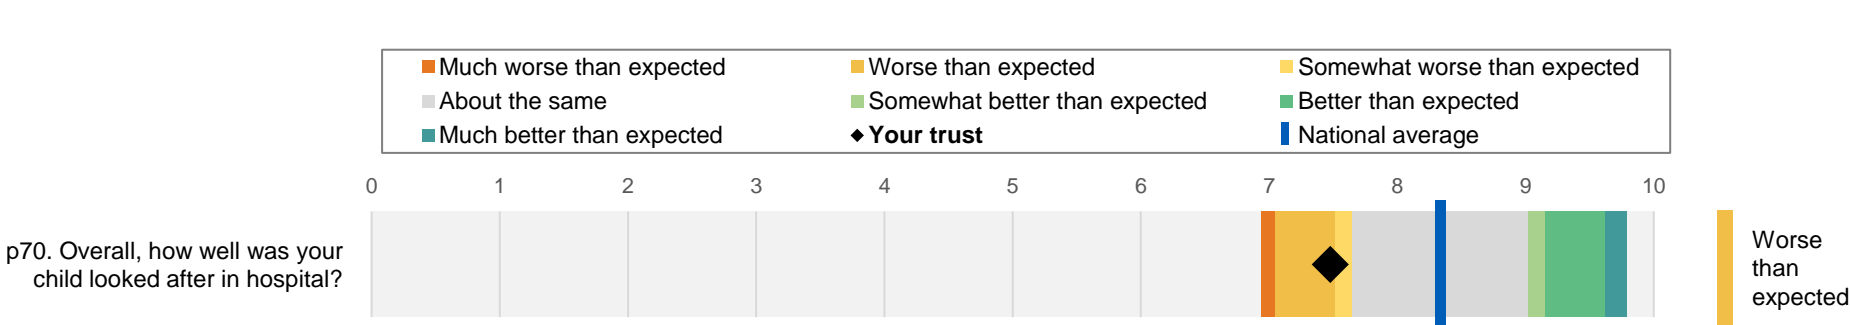 Much worse than expected
Worse than expected
Somewhat worse than expected
About the same
Somewhat better than expected
Better than expected
Much better than expected
Your trust
National average
0 1 2 3 4 5 6 7 8 9 10
p70. Overall, how well was your
child looked after in hospital?
Worse
than
expected